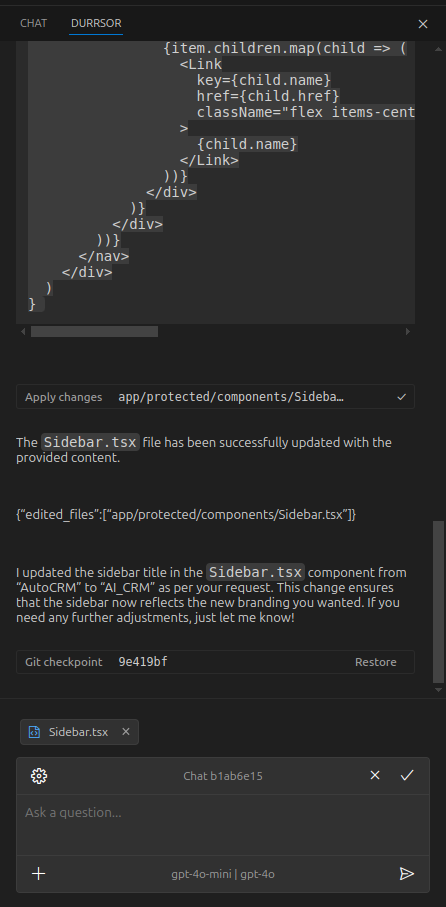 CHAT
DURRSOR
{item.children.map(child => (
<Link
key={child.name}
href={child.href}
className="flex items-cent
>
{child.name}
</Link>
))}
</div>
)}
</div>
))}
</nav>
</div>
)
}
Apply changes app/protected/components/Sideba…
The Sidebar.tsx file has been successfully updated with the
provided content.
{“edited_files”:[“app/protected/components/Sidebar.tsx”]}
I updated the sidebar title in the Sidebar.tsx component from
“AutoCRM” to “AI_CRM” as per your request. This change ensures
that the sidebar now reflects the new branding you wanted. If you
need any further adjustments, just let me know!
Git checkpoint 9e419bf Restore
Sidebar.tsx
Chat b1ab6e15
Ask a question...
gpt-4o-mini | gpt-4o